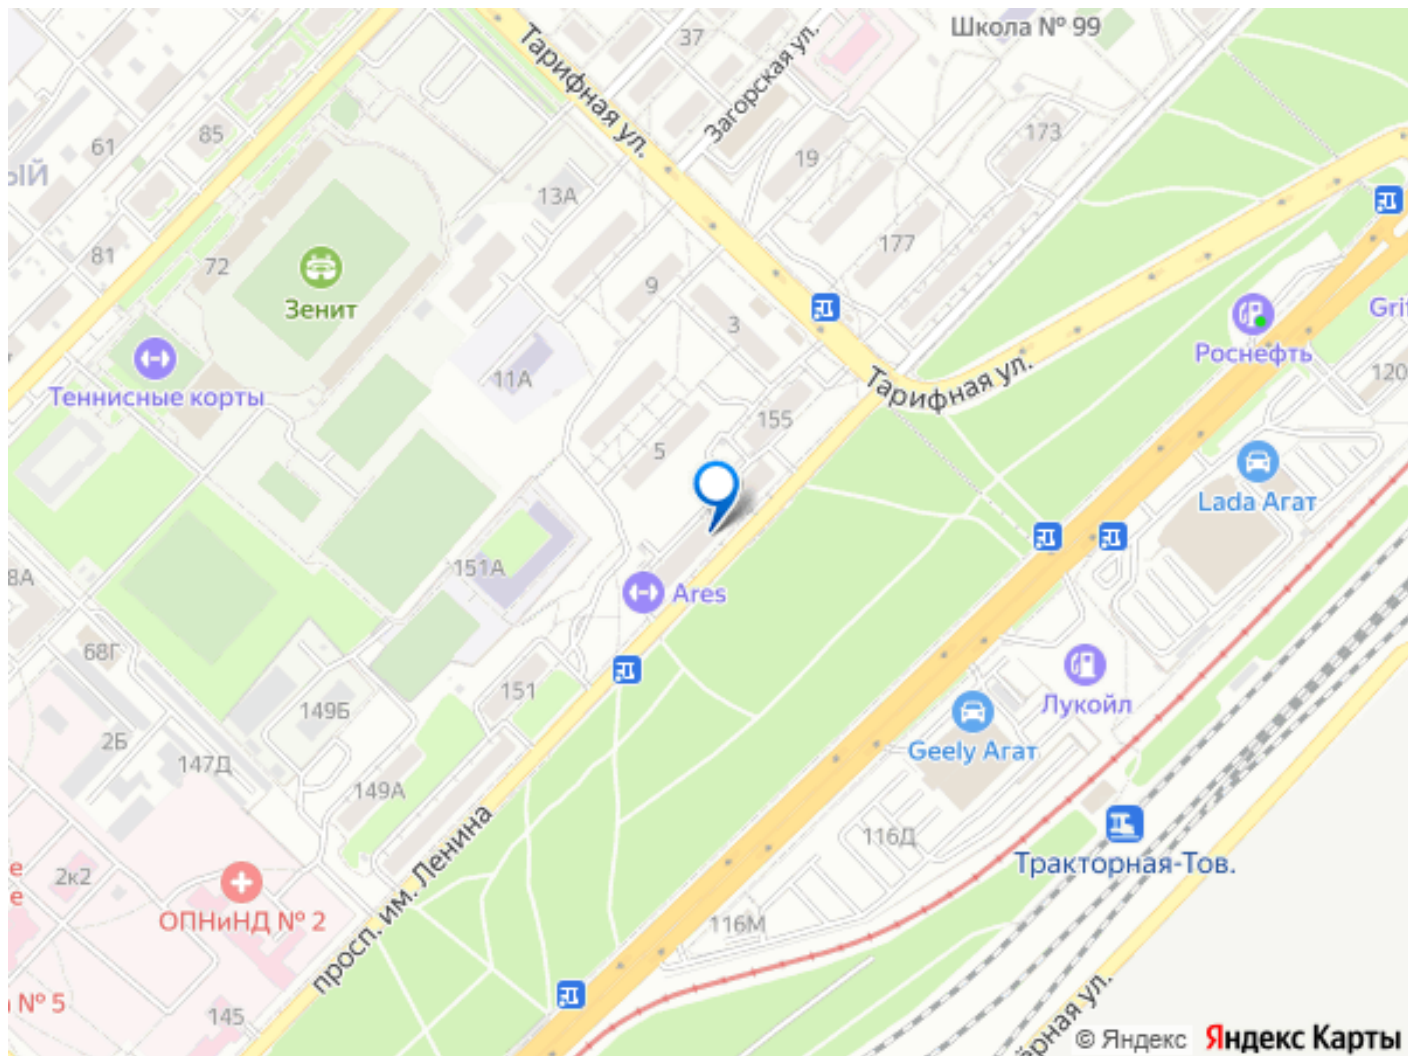 Школа № 99
37
Тарифная ул.
Загорская ул.
173
85
61
ЫЙ
19
13А
177
81
72
9
Зенит
3
Роснефть
Теннисные корты
11А
Тарифная ул.
120
155
5
Lada Агат
151А
8А
Ares
68Г
151
149Б
Лукойл
2Б
147Д
Geely Агат
149А
116Д
Тракторная-Тов.
е
е
2к2
просп. им. Ленина
ОПНиНД № 2
116М
№ 5
145
ёрная ул.
© Яндекс Яндекс Карты